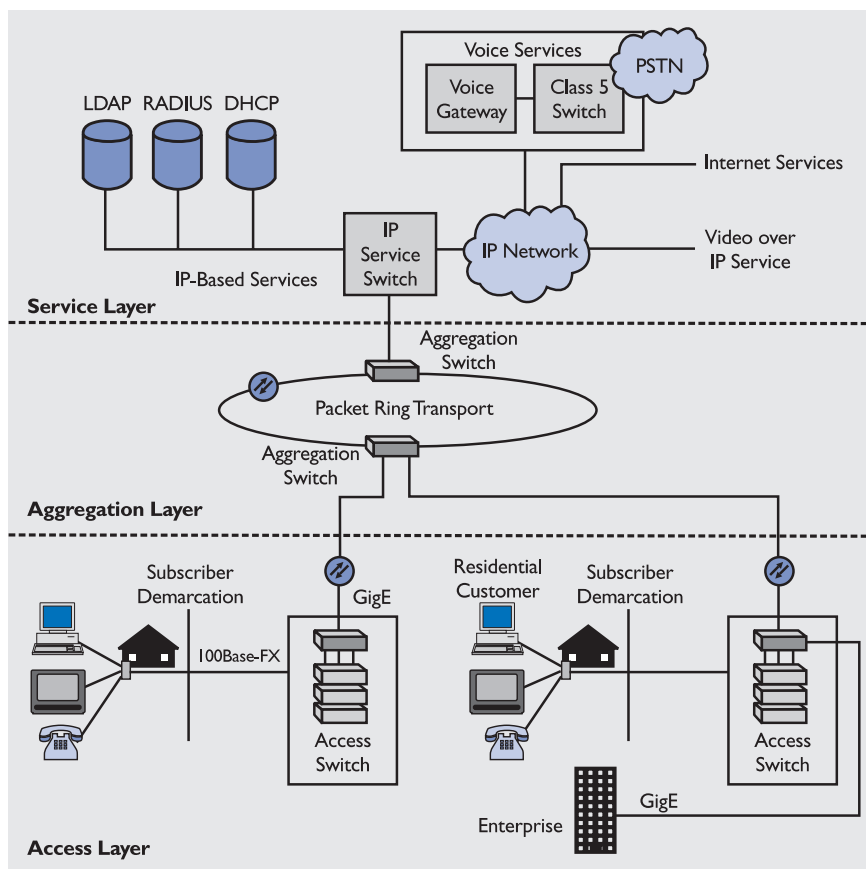 Voice Services
PSTN
Voice
Gateway
Class 5
Switch
LDAP
RADIUS
DHCP
Internet Services
IP
Service
Switch
IP Network
Video over
IP Service
IP-Based Services
Service Layer
Aggregation
Switch
Packet Ring Transport
Aggregation
Switch
Aggregation Layer
Subscriber
Demarcation
GigE
100Base-FX
Access
Switch
Residential
Customer
Subscriber
Demarcation
Access
Switch
Enterprise
GigE
Access Layer